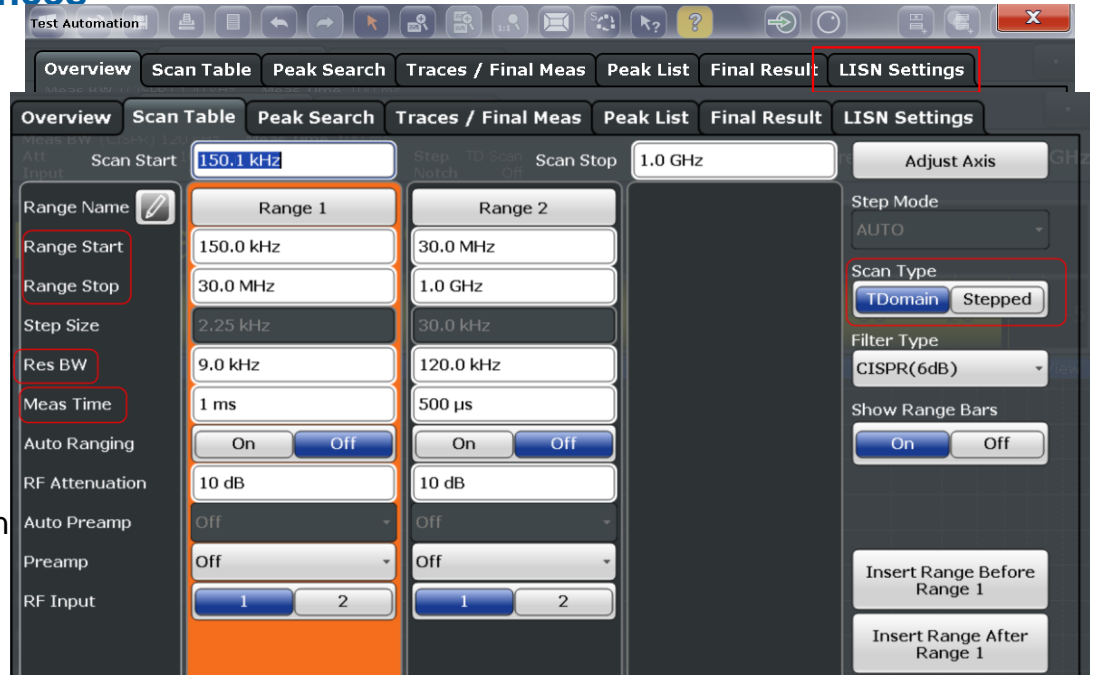 Test Automation
Overview Scan Table Peak Search Traces / Final Meas Peak List Final Result LISN Settings
Overview Scan Table Peak Search Traces / Final Meas Peak List Final Result LISN Settings
Scan Start 150.1 kHz Scan Stop 1.0 GHz Adjust Axis
Range Name Range 1 Range 2 Step Mode
AUTO
Range Start 150.0 kHz 30.0 MHz
Range Stop 30.0 MHz 1.0 GHz Scan Type
TDomain Stepped
Step Size 2.25 kHz 30.0 kHz
Filter Type
Res BW 9.0 kHz 120.0 kHz CISPR(6dB)
Meas Time 1 ms 500 µs Show Range Bars
Auto Ranging On Off On Off On Off
RF Attenuation 10 dB 10 dB
Auto Preamp Off Off
Preamp Off Off
Insert Range Before
Range 1
RF Input 1 2 1 2
Insert Range After
Range 1